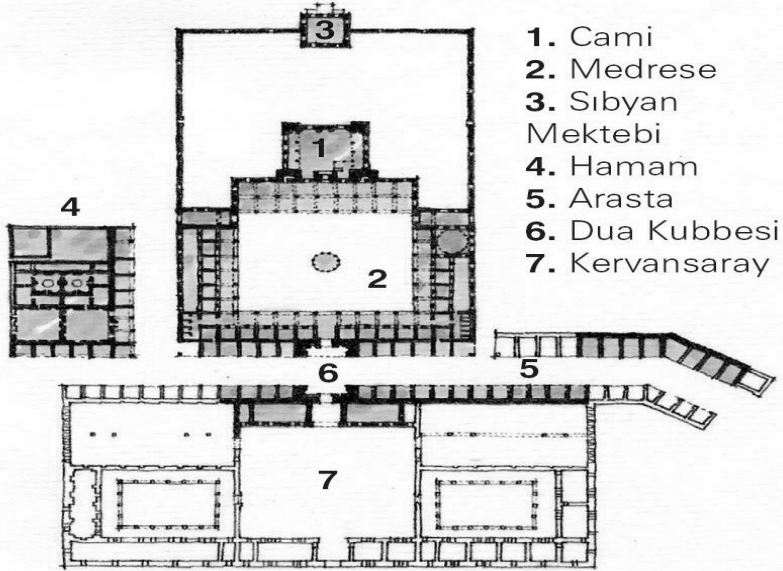 3
1. Cami
2. Medrese
3. Sıbyan
Mektebi
4. Hamam
5. Arasta
6. Dua Kubbesi
7. Kervansaray
1
4
2
6
5
7